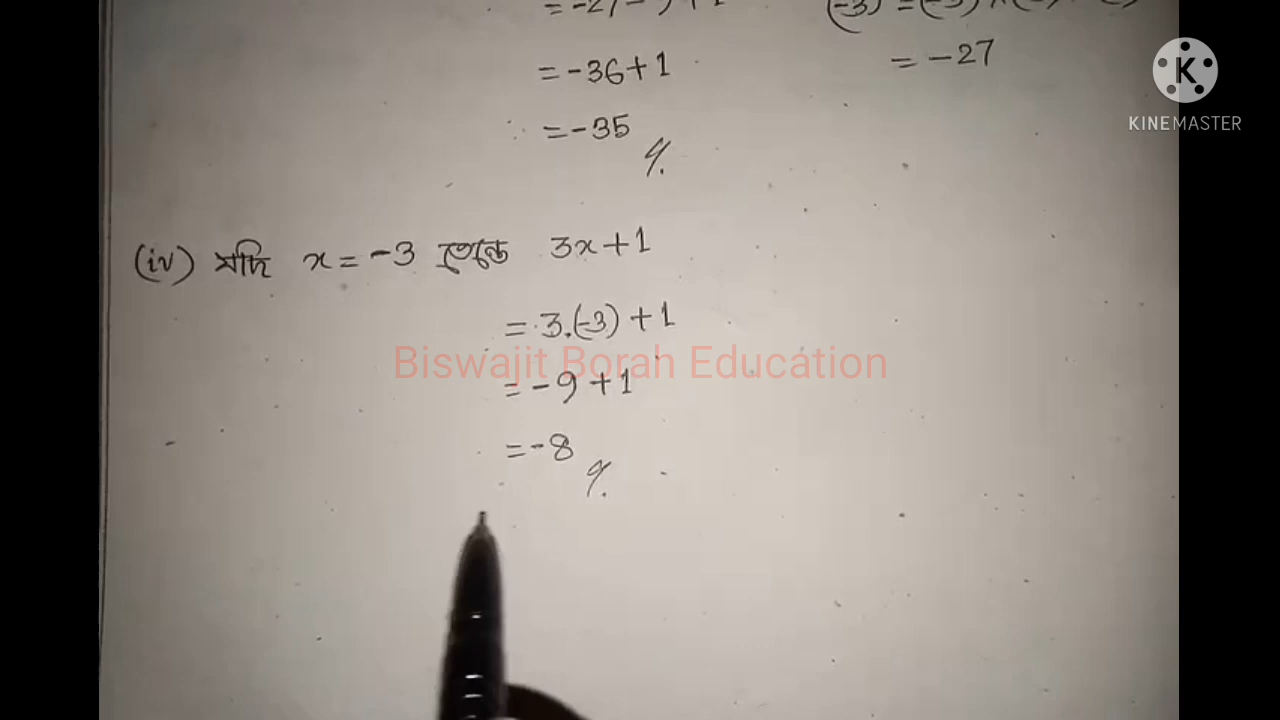 = -36+1
= -27
= -35
KINEMASTER
(iv) যদি x = -3 তেন্তে 3x+1
= 3.(-3) + 1
Biswajit Borah Education
= -9+1
= -8